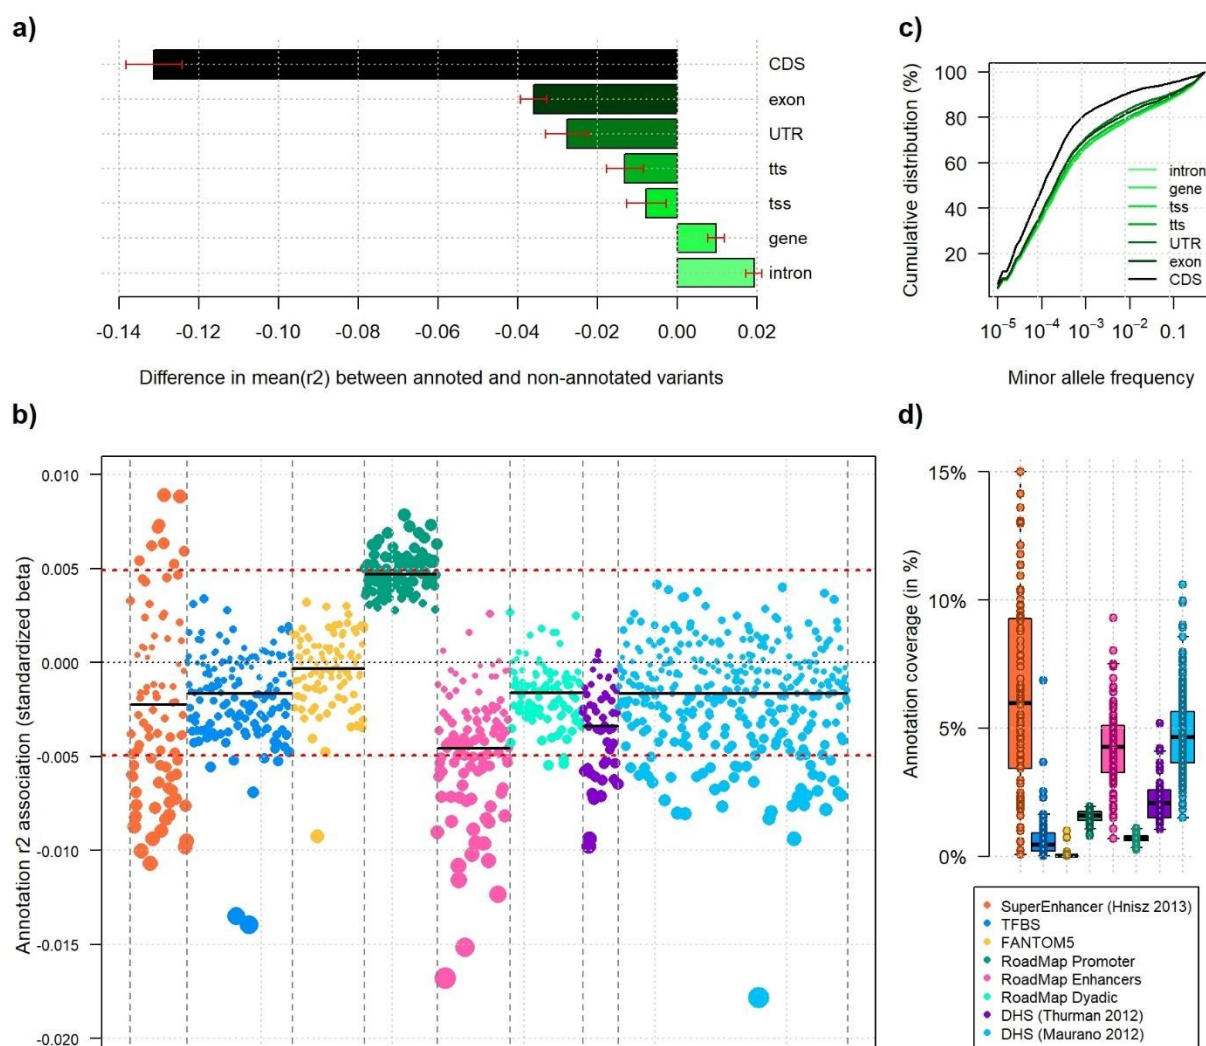 a)
CDS
exon
UTR
tts
tss
gene
intron
-0.14 -0.12 -0.10 -0.08 -0.06 -0.04 -0.02 0.00 0.02
Difference in mean(r2) between annoted and non-annotated variants
c)
Cumulative distribution (%)
100
80
60
40
20
intron
gene
tss
tts
UTR
exon
CDS
10⁻⁵ 10⁻⁴ 10⁻³ 10⁻² 0.1
Minor allele frequency
b)
Annotation r2 association (standardized beta)
0.010
0.005
0.000
-0.005
-0.010
-0.015
-0.020
d)
Annotation coverage (in %)
15%
10%
5%
0%
SuperEnhancer (Hnisz 2013)
TFBS
FANTOM5
RoadMap Promoter
RoadMap Enhancers
RoadMap Dyadic
DHS (Thurman 2012)
DHS (Maurano 2012)